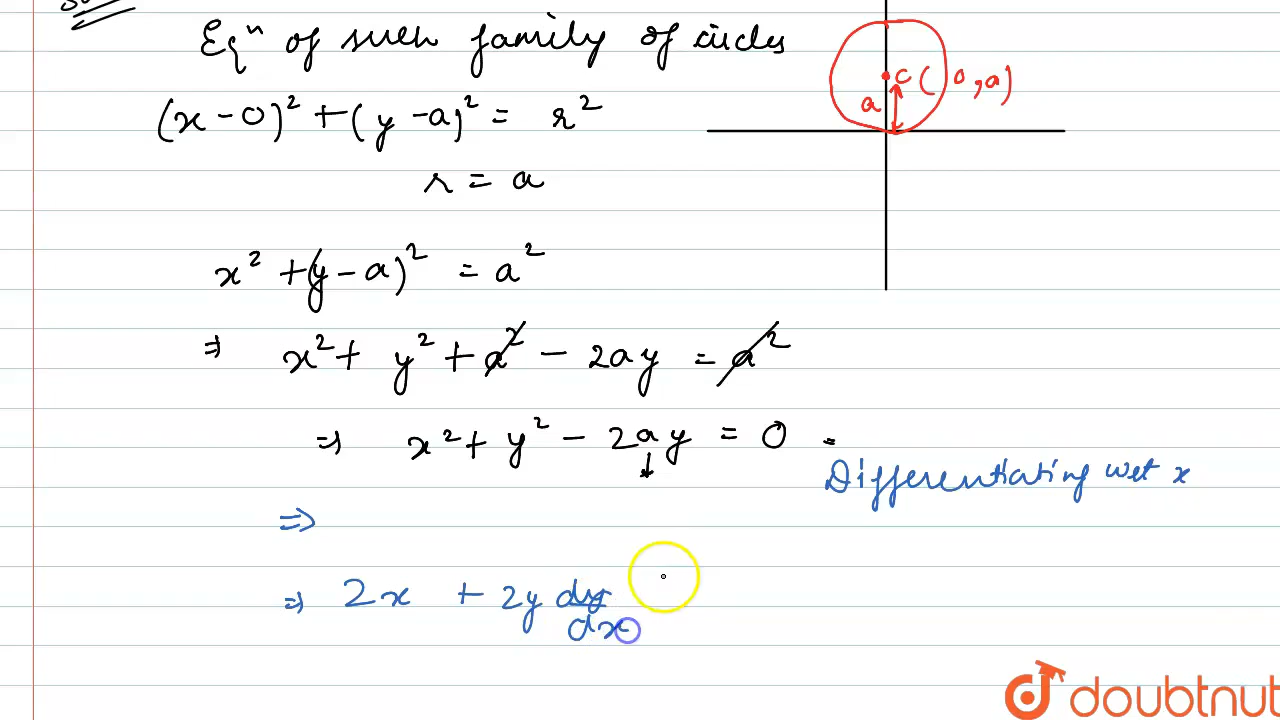 Eqⁿ of such family of circles
(x - 0)² + (y - a)² = r²
r = a
x² + (y - a)² = a²
⇒ x² + y² + a² - 2ay = a²
⇒ x² + y² - 2ay = 0
Differentiating wrt x
⇒
⇒ 2x + 2y dy/dx
C(0, a)
a
doubtnut